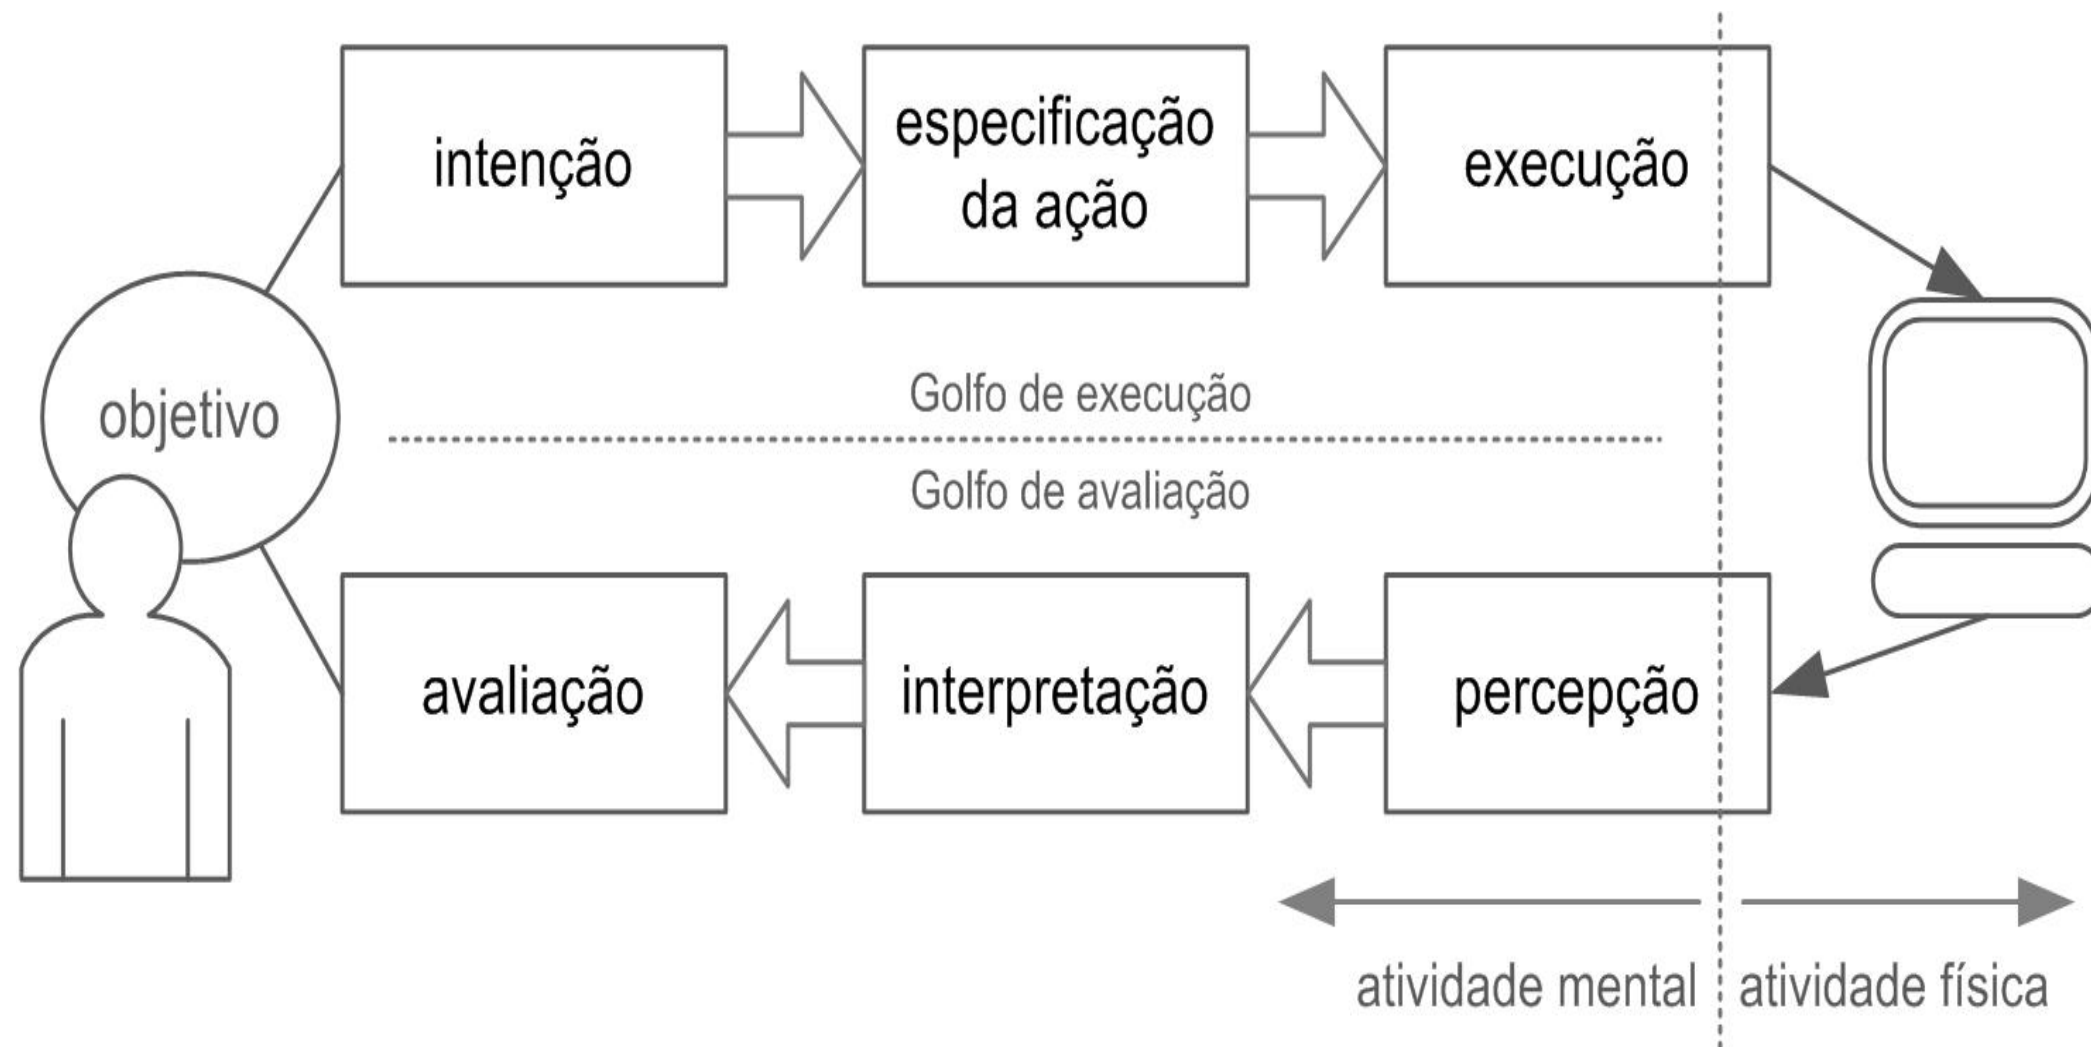 intenção
especificação
da ação
execução
objetivo
Golfo de execução
Golfo de avaliação
avaliação
interpretação
percepção
atividade mental
atividade física